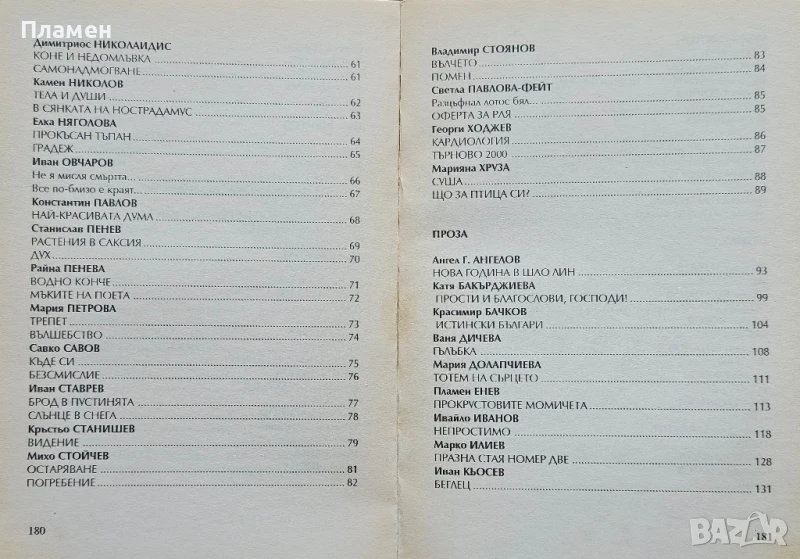 Пламен
Димитриос НИКОЛАИДИС
КОНЕ И НЕДОМЛЪВКА 61
САМОНАДМОГВАНЕ 61
Камен НИКОЛОВ
ТЕЛА И ДУШИ 62
В СЯНКАТА НА НОСТРАДАМУС 63
Елка НЯГОЛОВА
ПРОКЪСАН ТЪПАН 64
ГРАДЕЖ 65
Иван ОВЧАРОВ
Не я мисля смъртта... 66
Все по-близо е краят... 67
Константин ПАВЛОВ
НАЙ-КРАСИВАТА ДУМА 68
Станислав ПЕНЕВ
РАСТЕНИЯ В САКСИЯ 69
ДУХ 70
Райна ПЕНЕВА
ВОДНО КОНЧЕ 71
МЪКИТЕ НА ПОЕТА 72
Мария ПЕТРОВА
ТРЕПЕТ 73
ВЪЛШЕБСТВО 74
Савко САВОВ
КЪДЕ СИ 75
БЕЗСМИСЛИЕ 76
Иван СТАВРЕВ
БРОД В ПУСТИНЯТА 77
СЛЪНЦЕ В СНЕГА 78
Кръстьо СТАНИШЕВ
ВИДЕНИЕ 79
Михо СТОЙЧЕВ
ОСТАРЯВАНЕ 81
ПОГРЕБЕНИЕ 82
180
Владимир СТОЯНОВ
ВЪЛЧЕТО 83
ПОМЕН 84
Светла ПАВЛОВА-ФЕЙТ
Разцъфнал лотос бял... 85
ОФЕРТА ЗА РАЯ 85
Георги ХОДЖЕВ
КАРДИОЛОГИЯ 86
ТЪРНОВО 2000 87
Марияна ХРУЗА
СУША 88
ЩО ЗА ПТИЦА СИ? 89
ПРОЗА
Ангел Г. АНГЕЛОВ
НОВА ГОДИНА В ШАО ЛИН 93
Катя БАКЪРДЖИЕВА
ПРОСТИ И БЛАГОСЛОВИ, ГОСПОДИ! 99
Красимир БАЧКОВ
ИСТИНСКИ БЪЛГАРИ 104
Ваня ДИЧЕВА
ГЪЛЪБКА 108
Мария ДОЛАПЧИЕВА
ТОТЕМ НА СЪРЦЕТО 111
Пламен ЕНЕВ
ПРОКРУСТОВИТЕ МОМИЧЕТА 113
Ивайло ИВАНОВ
НЕПРОСТИМО 118
Марко ИЛИЕВ
ПРАЗНА СТАЯ НОМЕР ДВЕ 128
Иван КЬОСЕВ
БЕГЛЕЦ 131
181
BAZAR